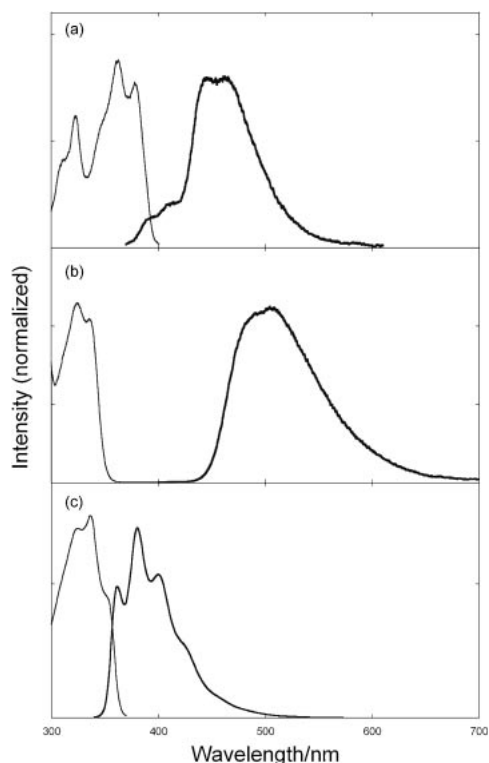 (a)
(b)
(c)
Intensity (normalized)
300 400 500 600 700
Wavelength/nm